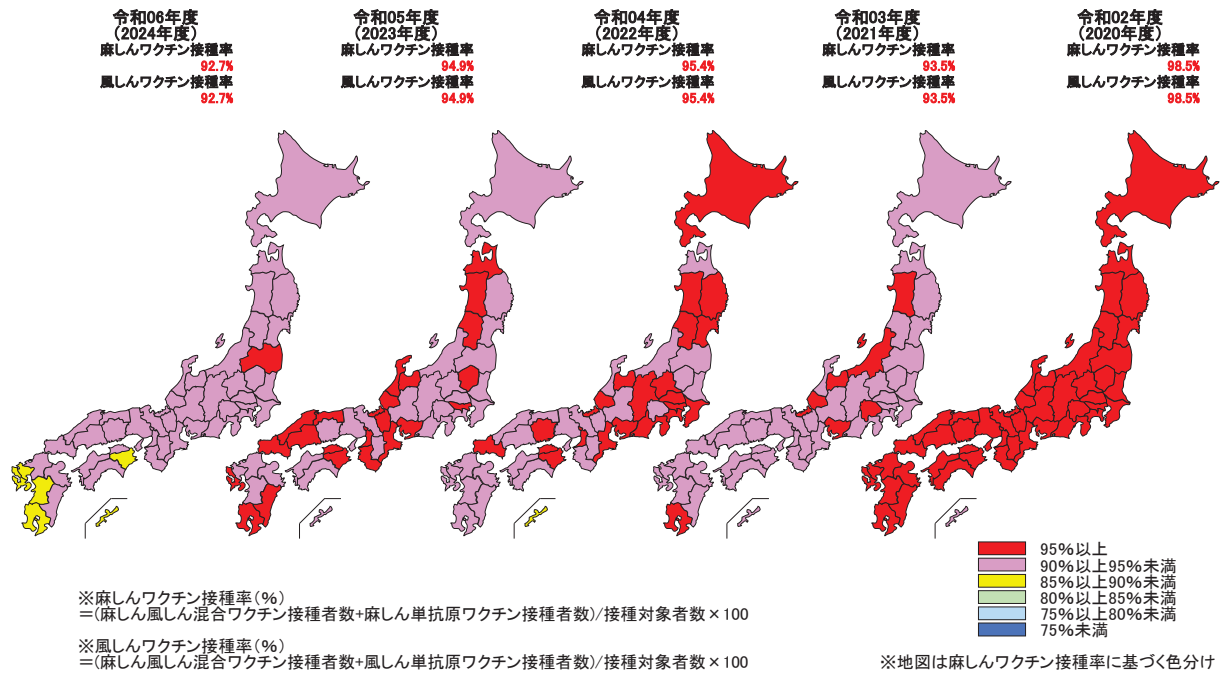 令和06年度
(2024年度)
麻しんワクチン接種率
92.7%
風しんワクチン接種率
92.7%
令和05年度
(2023年度)
麻しんワクチン接種率
94.9%
風しんワクチン接種率
94.9%
令和04年度
(2022年度)
麻しんワクチン接種率
95.4%
風しんワクチン接種率
95.4%
令和03年度
(2021年度)
麻しんワクチン接種率
93.5%
風しんワクチン接種率
93.5%
令和02年度
(2020年度)
麻しんワクチン接種率
98.5%
風しんワクチン接種率
98.5%
95%以上
90%以上95%未満
85%以上90%未満
80%以上85%未満
75%以上80%未満
75%未満
※麻しんワクチン接種率(%)
=(麻しん風しん混合ワクチン接種者数+麻しん単抗原ワクチン接種者数)/接種対象者数×100
※風しんワクチン接種率(%)
=(麻しん風しん混合ワクチン接種者数+風しん単抗原ワクチン接種者数)/接種対象者数×100
※地図は麻しんワクチン接種率に基づく色分け